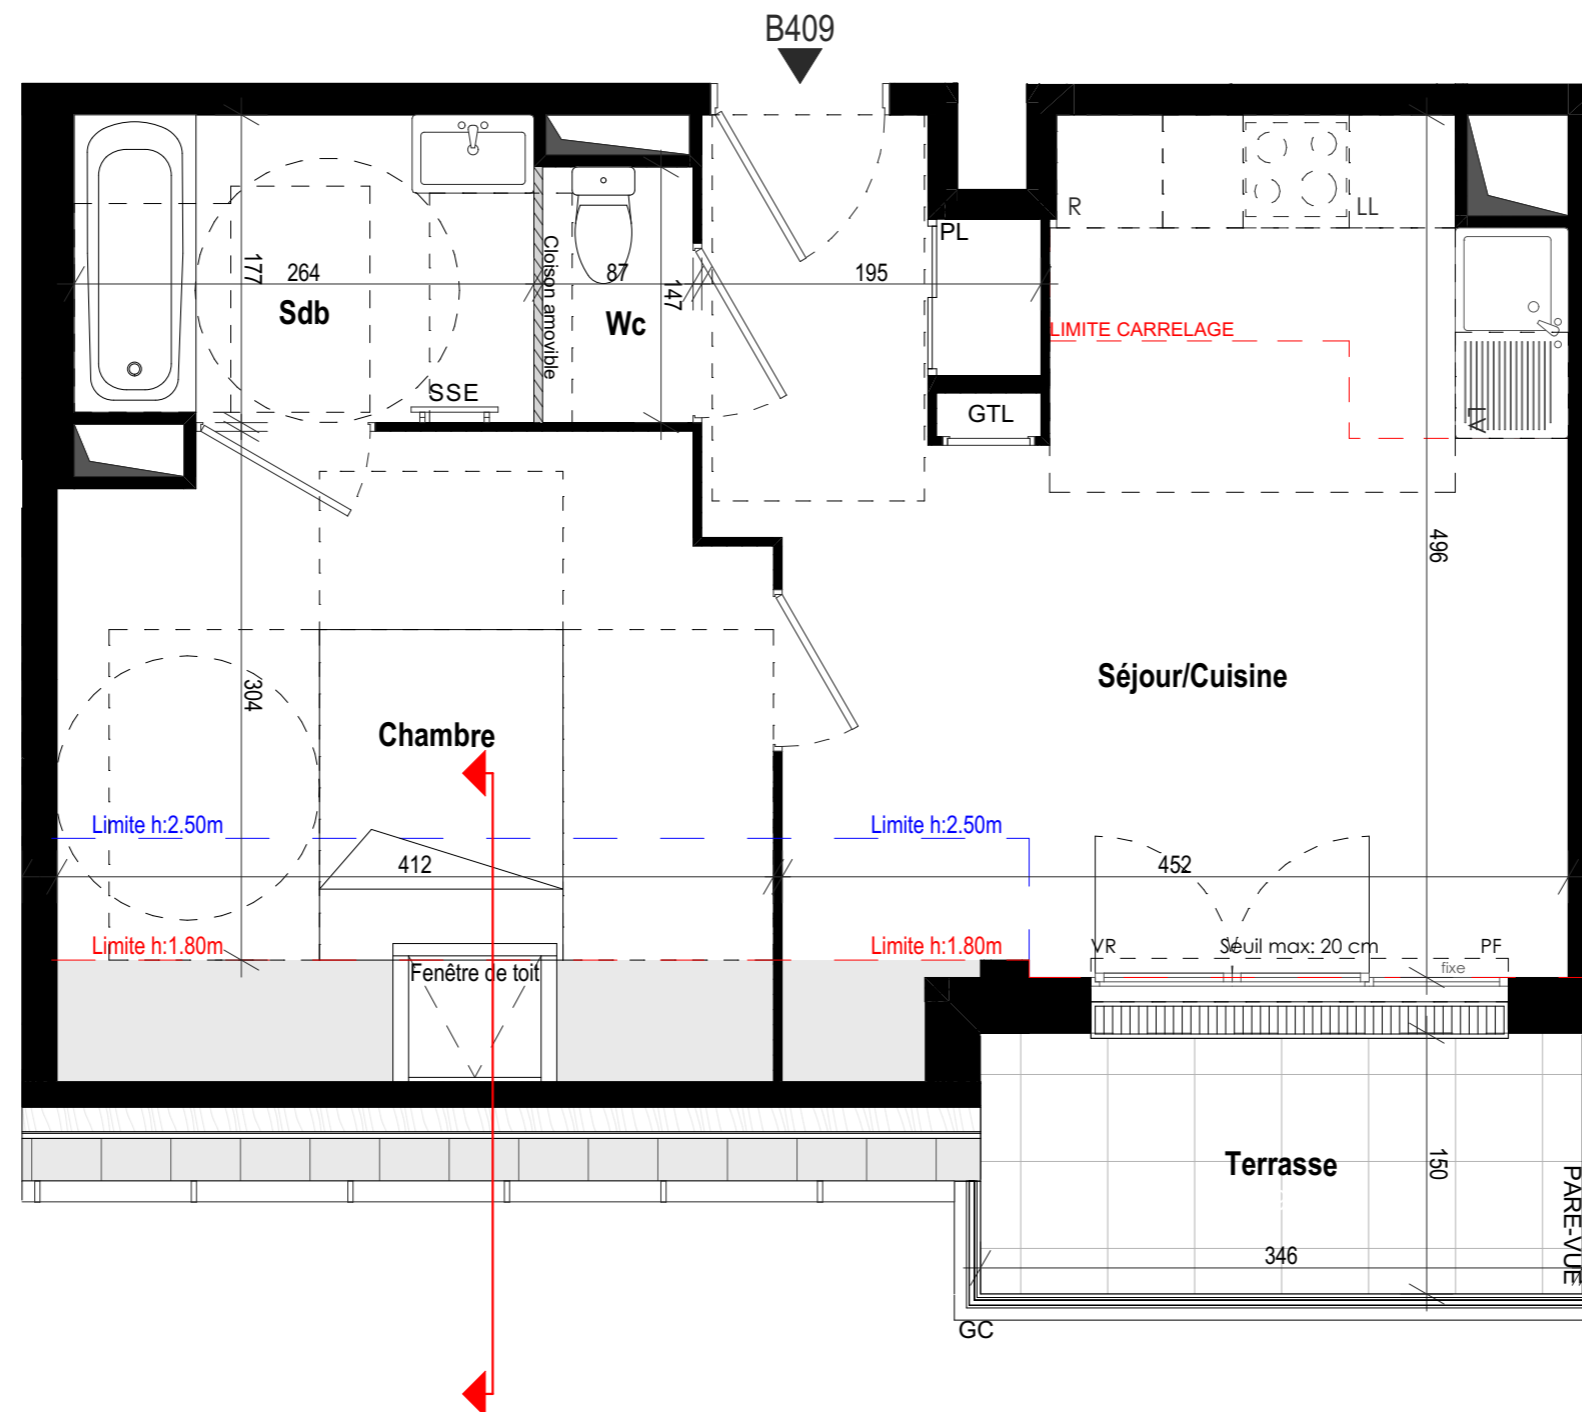 B409
R
LL
PL
177
264
Sdb
Cloison amovible
87
147
Wc
195
LIMITE CARRELAGE
SSE
GTL
LV
496
304
Séjour/Cuisine
Chambre
Limite h:2.50m
Limite h:2.50m
412
452
Limite h:1.80m
Limite h:1.80m
VR
Seuil max: 20 cm
PF
Fenêtre de toit
fixe
Terrasse
150
PARE-VUE
346
GC